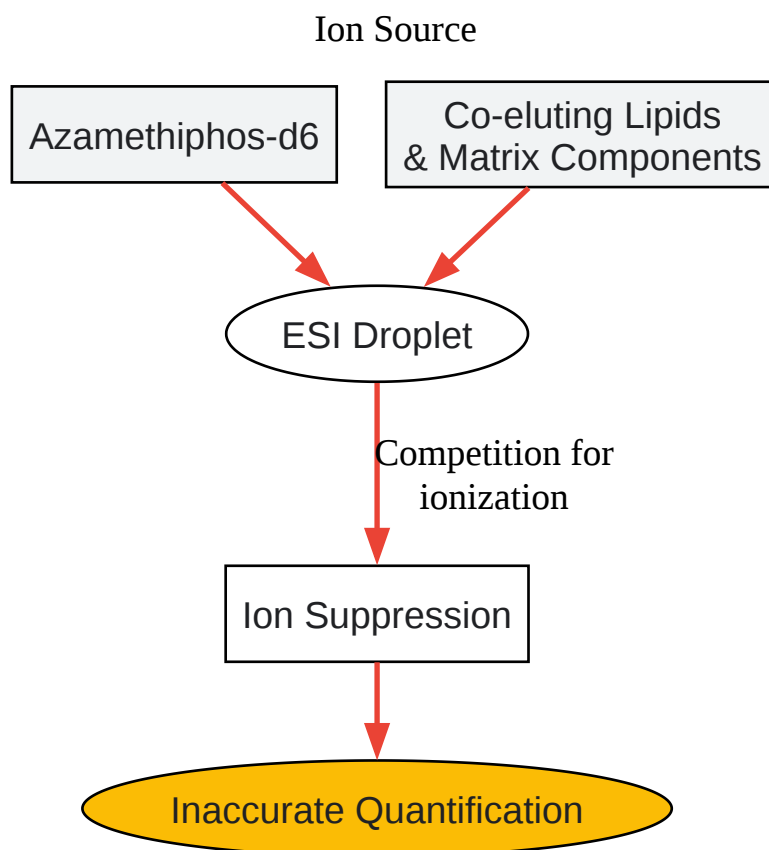 Ion Source
Azamethiphos-d6
Co-eluting Lipids
& Matrix Components
ESI Droplet
Competition for
ionization
Ion Suppression
Inaccurate Quantification